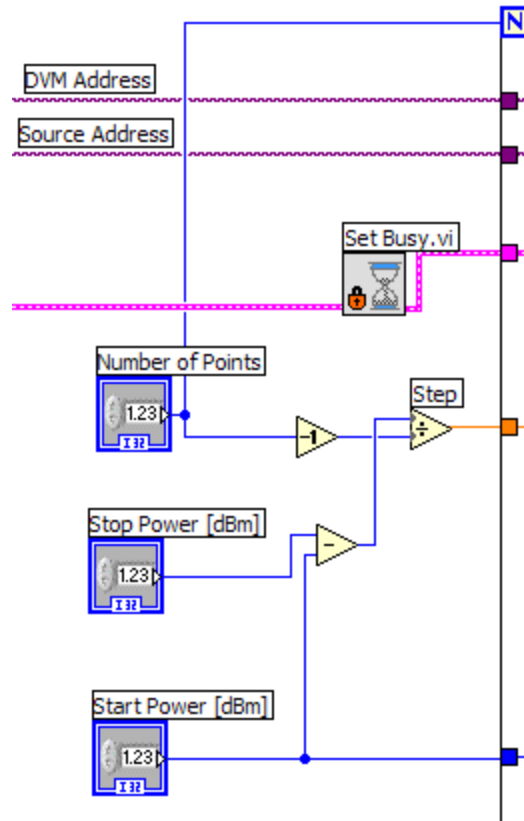 N
DVM Address
Source Address
Set Busy.vi
Number of Points
1.23
I32
-1
Step
÷
Stop Power [dBm]
1.23
I32
-
Start Power [dBm]
1.23
I32